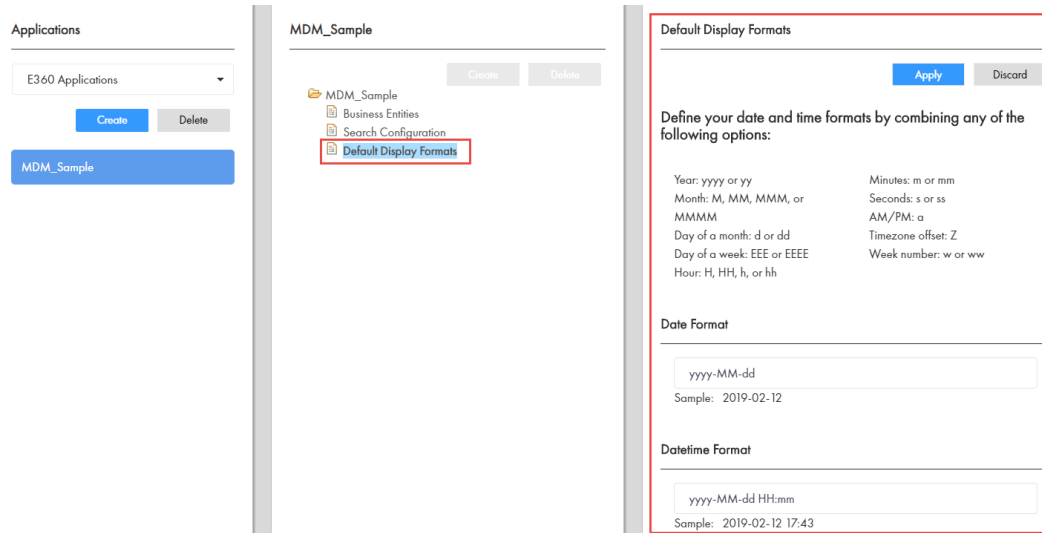 Applications
E360 Applications
Create Delete
MDM_Sample
MDM_Sample
Create Delete
MDM_Sample
Business Entities
Search Configuration
Default Display Formats
Default Display Formats
Apply Discard
Define your date and time formats by combining any of the
following options:
Year: yyyy or yy
Month: M, MM, MMM, or
MMMM
Day of a month: d or dd
Day of a week: EEE or EEEE
Hour: H, HH, h, or hh
Minutes: m or mm
Seconds: s or ss
AM/PM: a
Timezone offset: Z
Week number: w or ww
Date Format
yyyy-MM-dd
Sample: 2019-02-12
Datetime Format
yyyy-MM-dd HH:mm
Sample: 2019-02-12 17:43